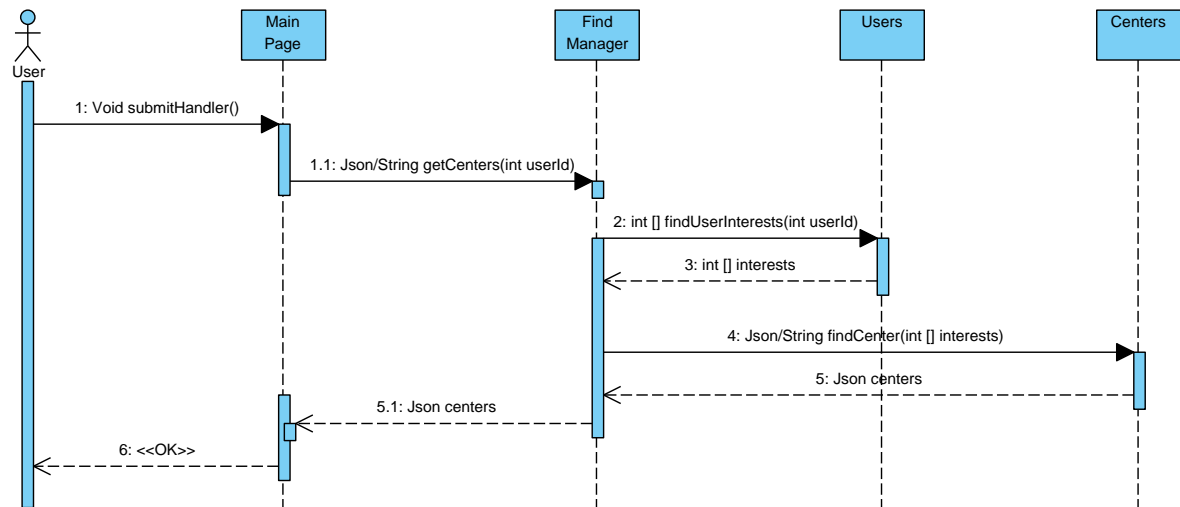 Main
Page
Find
Manager
Users
Centers
User
1: Void submitHandler()
1.1: Json/String getCenters(int userId)
2: int [] findUserInterests(int userId)
3: int [] interests
4: Json/String findCenter(int [] interests)
5: Json centers
5.1: Json centers
6: <<OK>>